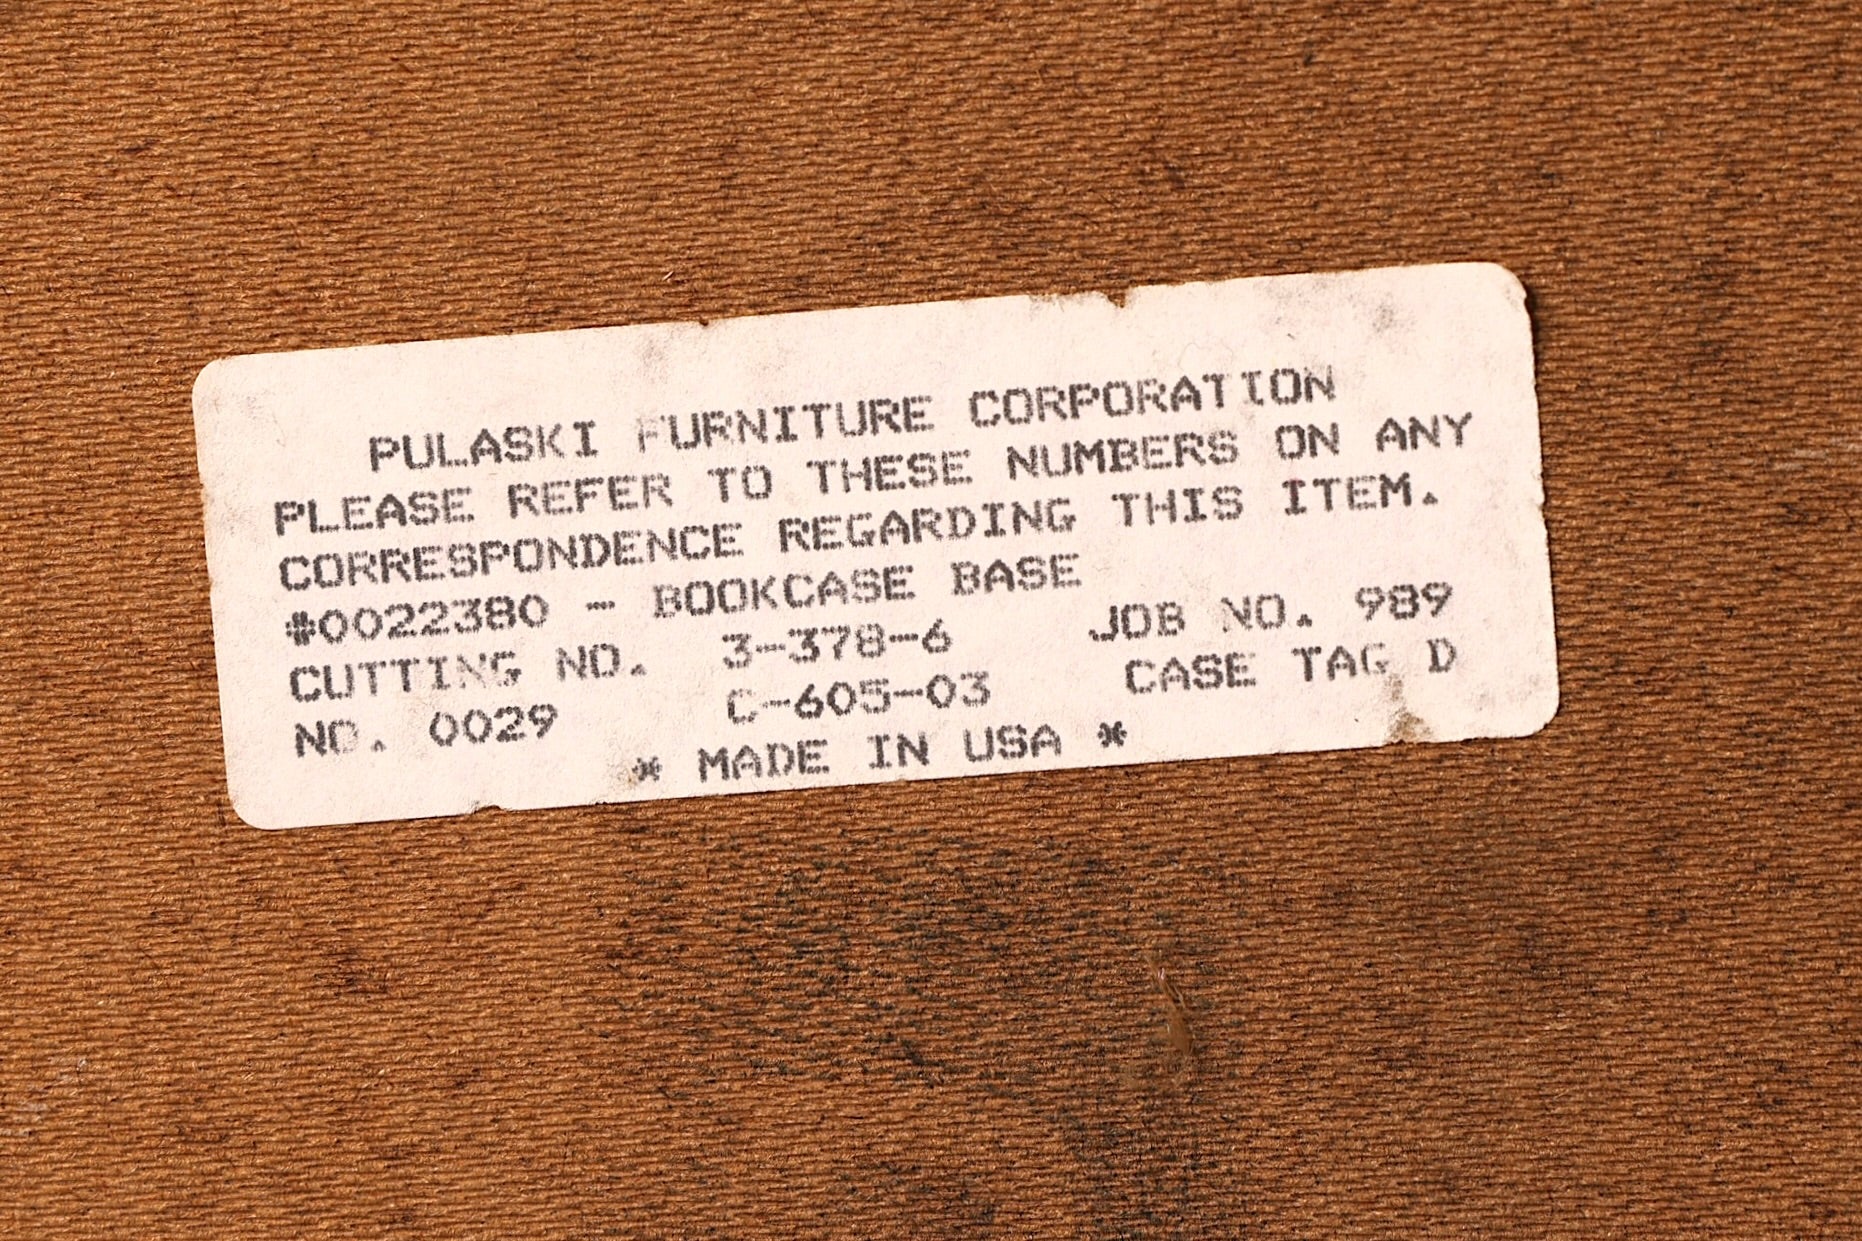 PULASKI FURNITURE CORPORATION
PLEASE REFER TO THESE NUMBERS ON ANY
CORRESPONDENCE REGARDING THIS ITEM.
#0022380 - BOOKCASE BASE
CUTTING NO. 3-378-6 JOB NO. 989
NO. 0029 C-605-03 CASE TAG D
* MADE IN USA *